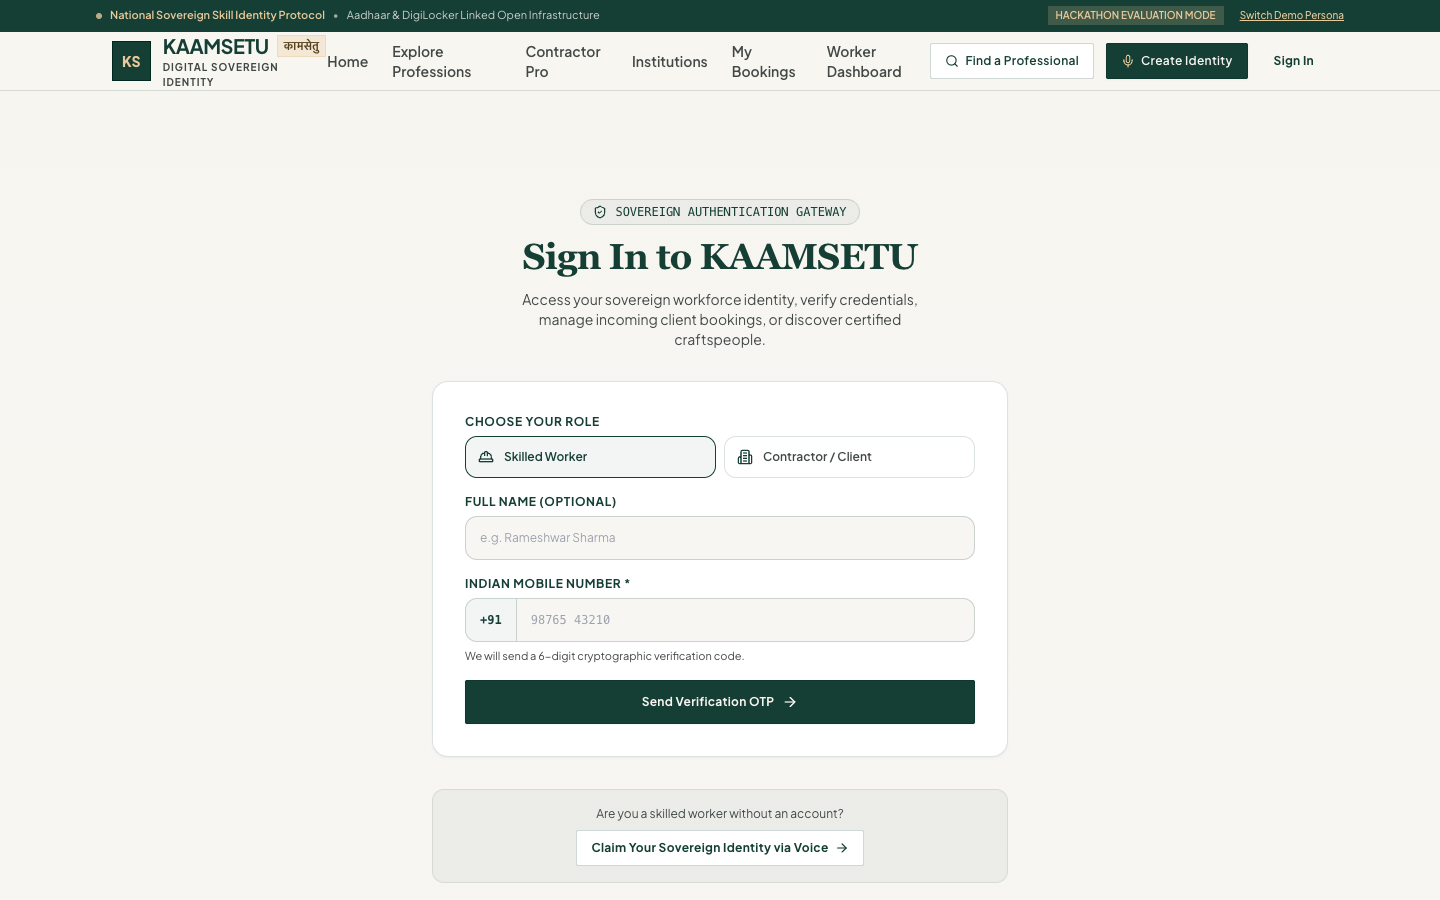 National Sovereign Skill Identity Protocol • Aadhaar & DigiLocker Linked Open Infrastructure
HACKATHON EVALUATION MODE
Switch Demo Persona
KS
KAAMSETU
कामसेतु
DIGITAL SOVEREIGN
IDENTITY
Home
Explore
Professions
Contractor
Pro
Institutions
My
Bookings
Worker
Dashboard
Find a Professional
Create Identity
Sign In
SOVEREIGN AUTHENTICATION GATEWAY
Sign In to KAAMSETU
Access your sovereign workforce identity, verify credentials,
manage incoming client bookings, or discover certified
craftspeople.
CHOOSE YOUR ROLE
Skilled Worker
Contractor / Client
FULL NAME (OPTIONAL)
e.g. Rameshwar Sharma
INDIAN MOBILE NUMBER *
+91
98765 43210
We will send a 6-digit cryptographic verification code.
Send Verification OTP →
Are you a skilled worker without an account?
Claim Your Sovereign Identity via Voice →